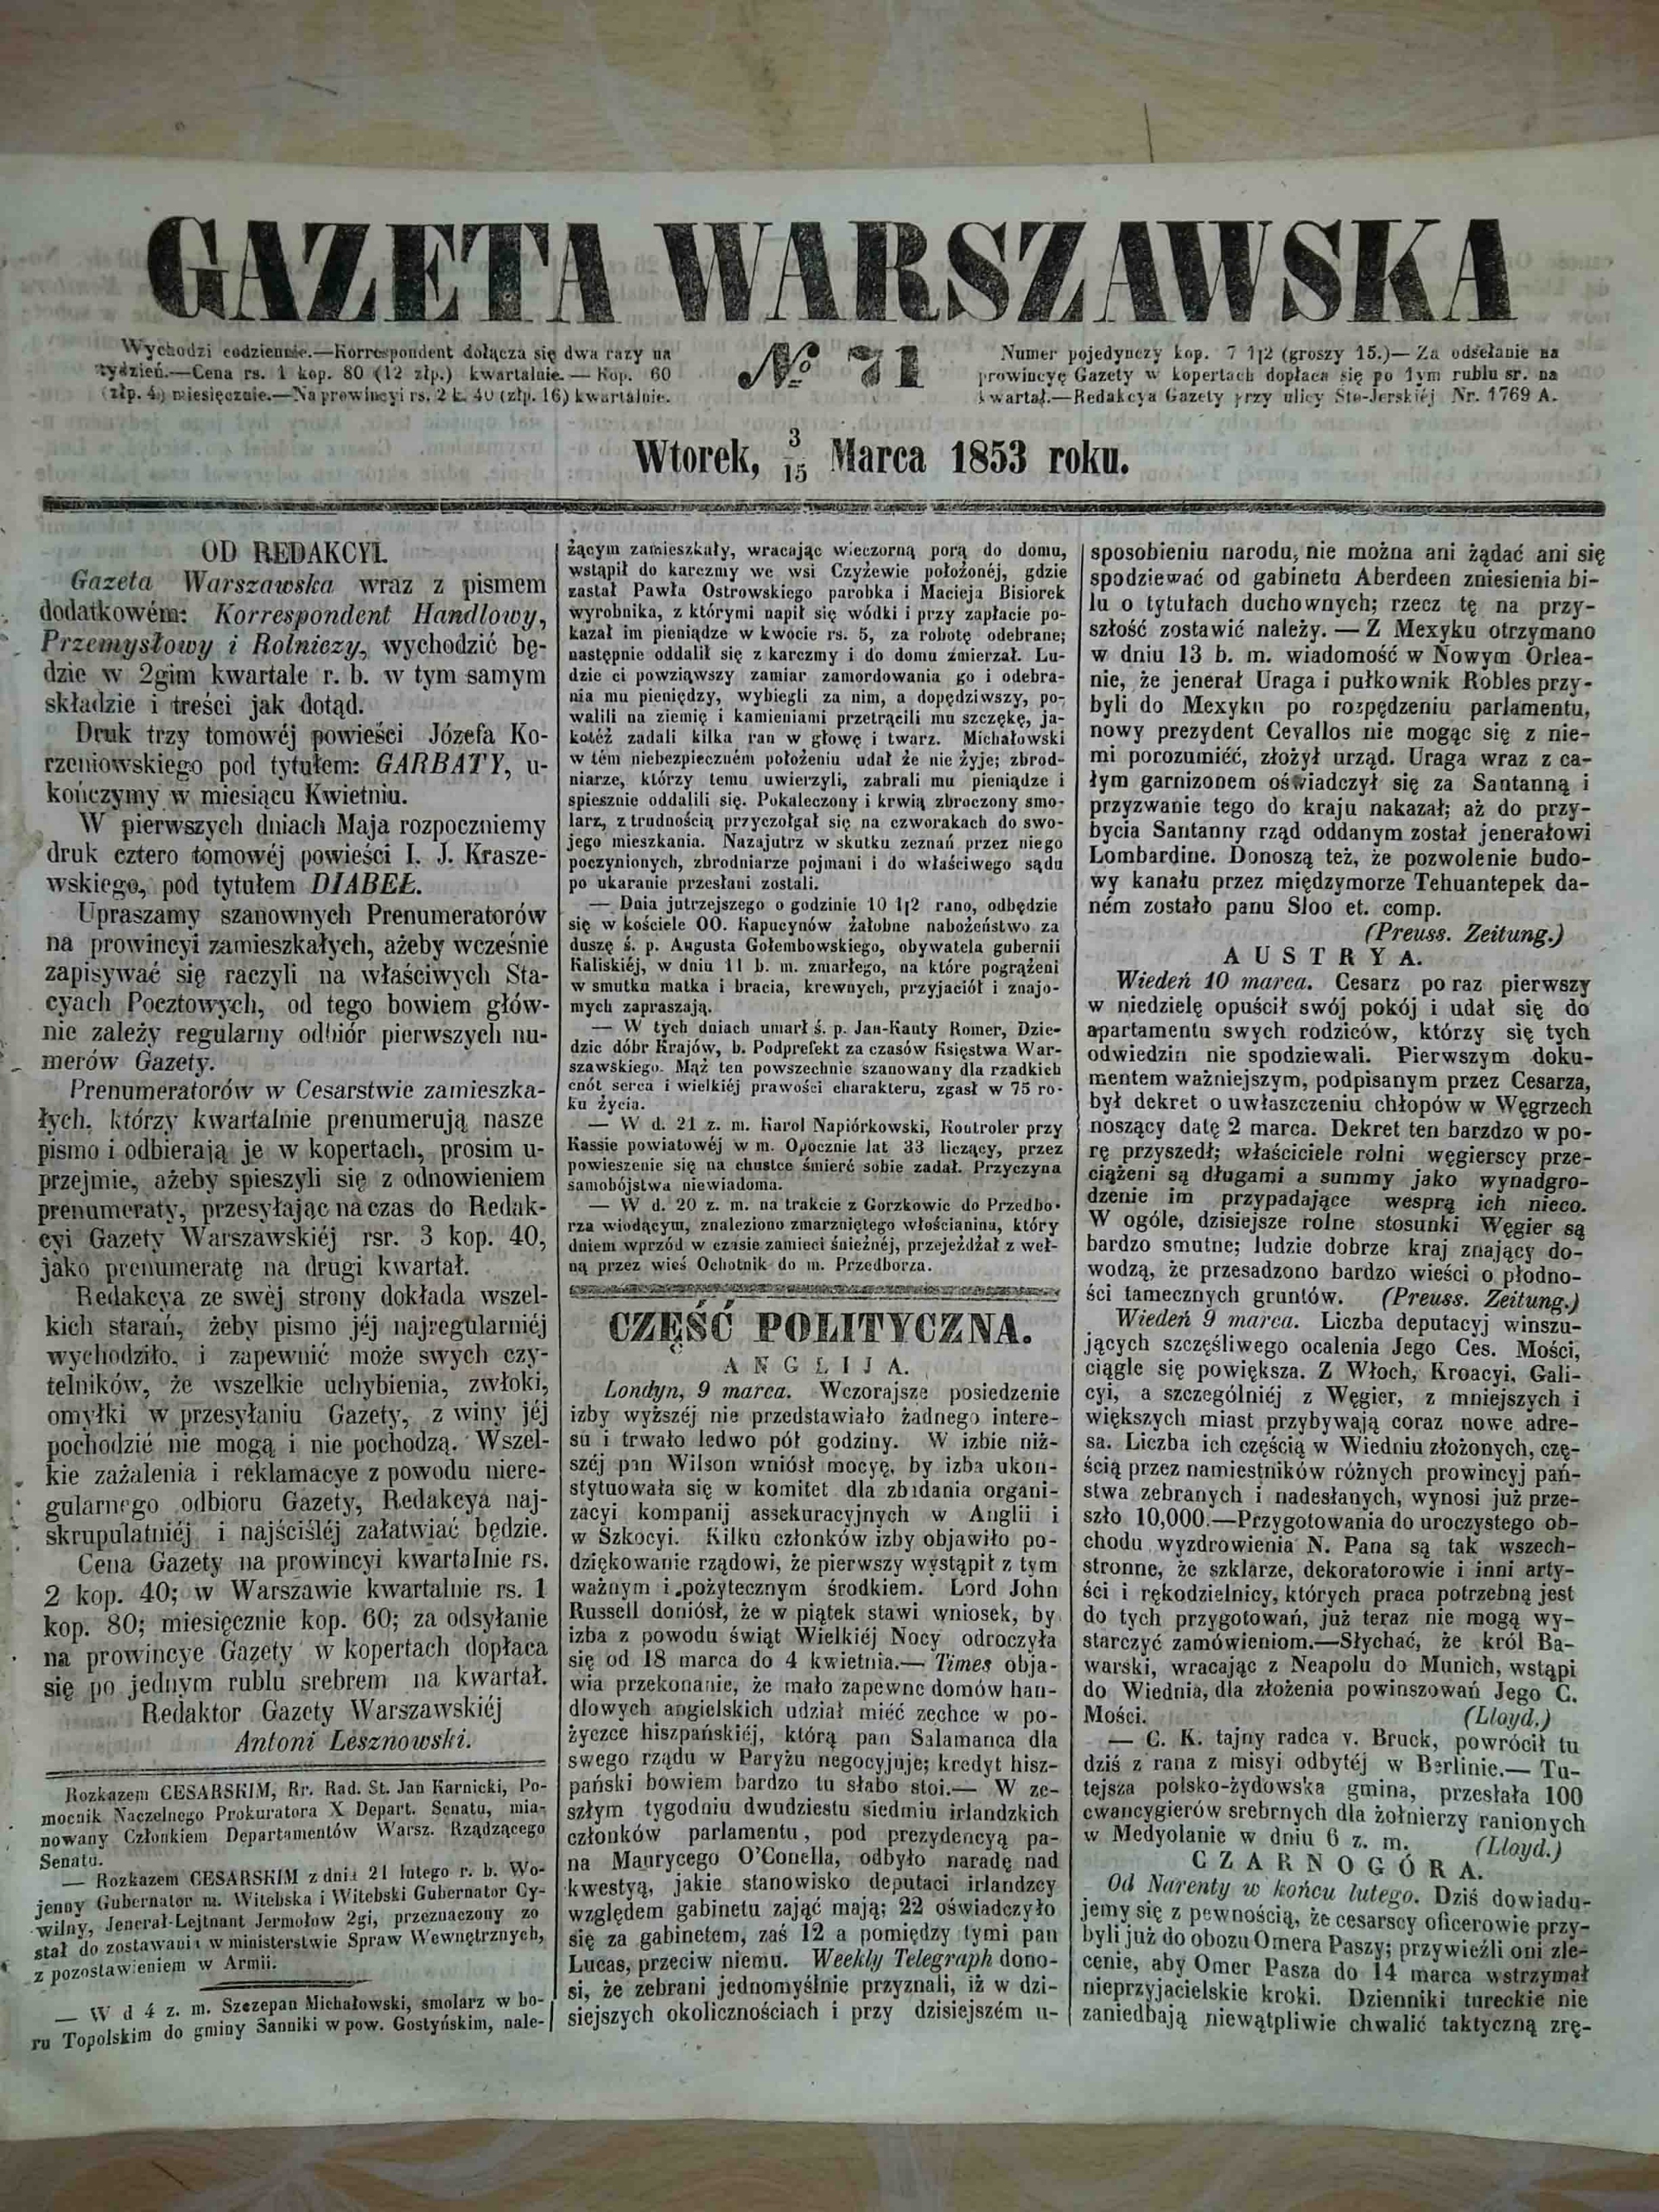 GAZETA WARSZAWSKA
Wychodzi codziennie.—Korrespondent dołącza się dwa razy na
tydzień.—Cena rs. 1 kop. 80 (12 złp.) kwartalnie. — Kop. 60
(złp. 4.) miesięcznie.—Na prowincyi rs. 2 k. 40 (złp. 16) kwartalnie.
№ 71
Numer pojedynczy kop. 7 1|2 (groszy 15.)— Za odsełanie na
prowincyę Gazety w kopertach dopłaca się po 1ym rublu sr. na
kwartał.—Redakcya Gazety przy ulicy Sto-Jerskiéj Nr. 1769 A.
Wtorek, 3/15 Marca 1853 roku.
OD REDAKCYI.
Gazeta Warszawska wraz z pismem
dodatkowém: Korrespondent Handlowy,
Przemysłowy i Rolniczy, wychodzić bę-
dzie w 2gim kwartale r. b. w tym samym
składzie i treści jak dotąd.
Druk trzy tomowéj powieści Józefa Ko-
rzeniowskiego pod tytułem: GARBATY, u-
kończymy w miesiącu Kwietniu.
W pierwszych dniach Maja rozpoczniemy
druk cztero tomowéj powieści I. J. Krasze-
wskiego, pod tytułem DIABEŁ.
Upraszamy szanownych Prenumeratorów
na prowincyi zamieszkałych, ażeby wcześnie
zapisywać się raczyli na właściwych Sta-
cyach Pocztowych, od tego bowiem głów-
nie zależy regularny odbiór pierwszych nu-
merów Gazety.
Prenumeratorów w Cesarstwie zamieszka-
łych, którzy kwartalnie prenumerują nasze
pismo i odbierają je w kopertach, prosim u-
przejmie, ażeby spieszyli się z odnowieniem
prenumeraty, przesyłając na czas do Redak-
cyi Gazety Warszawskiéj rsr. 3 kop. 40,
jako prenumeratę na drugi kwartał.
Redakcya ze swéj strony dokłada wszel-
kich starań, żeby pismo jéj najregularniéj
wychodziło, i zapewnić może swych czy-
telników, że wszelkie uchybienia, zwłoki,
omyłki w przesyłaniu Gazety, z winy jéj
pochodzić nie mogą i nie pochodzą. Wszel-
kie zażalenia i reklamacye z powodu niere-
gularnego odbioru Gazety, Redakcya naj-
skrupulatniéj i najściśléj załatwiać będzie.
Cena Gazety na prowincyi kwartalnie rs.
2 kop. 40; w Warszawie kwartalnie rs. 1
kop. 80; miesięcznie kop. 60; za odsyłanie
na prowincye Gazety w kopertach dopłaca
się po jednym rublu srebrem na kwartał.
Redaktor Gazety Warszawskiéj
Antoni Lesznowski.
Rozkazem CESARSKIM, Rr. Rad. St. Jan Karnicki, Po-
mocnik Naczelnego Prokuratora X Depart. Senatu, mia-
nowany Członkiem Departamentów Warsz. Rządzącego
Senatu.
— Rozkazem CESARSKIM z dnia 21 lutego r. b. Wo-
jenny Gubernator m. Witebska i Witebski Gubernator Cy-
wilny, Jenerał-Lejtnant Jermołow 2gi, przeznaczony zo
stał do zostawania w ministerstwie Spraw Wewnętrznych,
z pozostawieniem w Armii.
— W d 4 z. m. Szczepan Michałowski, smolarz w bo-
ru Topolskim do gminy Sanniki w pow. Gostyńskim, nale-
żącym zamieszkały, wracając wieczorną porą do domu,
wstąpił do karczmy we wsi Czyżewie położonéj, gdzie
zastał Pawła Ostrowskiego parobka i Macieja Bisiorek
wyrobnika, z którymi napił się wódki i przy zapłacie po-
kazał im pieniądze w kwocie rs. 5, za robotę odebrane;
następnie oddalił się z karczmy i do domu zmierzał. Lu-
dzie ci powziąwszy zamiar zamordowania go i odebra-
nia mu pieniędzy, wybiegli za nim, a dopędziwszy, po-
walili na ziemię i kamieniami przetrącili mu szczękę, ja-
kotéż zadali kilka ran w głowę i twarz. Michałowski
w tém niebezpieczném położeniu udał że nie żyje; zbrod-
niarze, którzy temu uwierzyli, zabrali mu pieniądze i
spiesznie oddalili się. Pokaleczony i krwią zbroczony smo-
larz, z trudnością przyczołgał się na czworakach do swo-
jego mieszkania. Nazajutrz w skutku zeznań przez niego
poczynionych, zbrodniarze pojmani i do właściwego sądu
po ukaranie przesłani zostali.
— Dnia jutrzejszego o godzinie 10 1|2 rano, odbędzie
się w kościele OO. Kapucynów żałobne nabożeństwo za
duszę ś. p. Augusta Gołembowskiego, obywatela gubernii
Kaliskiéj, w dniu 11 b. m. zmarłego, na które pogrążeni
w smutku matka i bracia, krewnych, przyjaciół i znajo-
mych zapraszają.
— W tych dniach umarł ś. p. Jan-Kanty Romer, Dzie-
dzic dóbr Krajów, b. Podprefekt za czasów Księstwa War-
szawskiego. Mąż ten powszechnie szanowany dla rzadkich
cnót serca i wielkiéj prawości charakteru, zgasł w 75 ro-
ku życia.
— W d. 21 z. m. Karol Napiórkowski, Kontroler przy
Kassie powiatowéj w m. Opocznie lat 33 liczący, przez
powieszenie się na chustce śmierć sobie zadał. Przyczyna
samobójstwa niewiadoma.
— W d. 20 z. m. na trakcie z Gorzkowic do Przedbo-
rza wiodącym, znaleziono zmarzniętego włościanina, który
dniem wprzód w czasie zamieci śnieżnéj, przejeżdżał z weł-
ną przez wieś Ochotnik do m. Przedborza.
CZĘŚĆ POLITYCZNA.
ANGLIJA.
Londyn, 9 marca. Wczorajsze posiedzenie
izby wyższéj nie przedstawiało żadnego intere-
su i trwało ledwo pół godziny. W izbie niż-
széj pan Wilson wniósł mocyę, by izba ukon-
stytuowała się w komitet dla zbadania organi-
zacyi kompanij assekuracyjnych w Anglii i
w Szkocyi. Kilku członków izby objawiło po-
dziękowanie rządowi, że pierwszy wystąpił z tym
ważnym i pożytecznym środkiem. Lord John
Russell doniósł, że w piątek stawi wniosek, by
izba z powodu świąt Wielkiéj Nocy odroczyła
się od 18 marca do 4 kwietnia.— Times obja-
wia przekonanie, że mało zapewne domów han-
dlowych angielskich udział miéć zechce w po-
życzce hiszpańskiéj, którą pan Salamanca dla
swego rządu w Paryżu negocyjuje; kredyt hisz-
pański bowiem bardzo tu słabo stoi.— W ze-
szłym tygodniu dwudziestu siedmiu irlandzkich
członków parlamentu, pod prezydencyą pa-
na Maurycego O'Conella, odbyło naradę nad
kwestyą, jakie stanowisko deputaci irlandzcy
względem gabinetu zająć mają; 22 oświadczyło
się za gabinetem, zaś 12 a pomiędzy tymi pan
Lucas, przeciw niemu. Weekly Telegraph dono-
si, że zebrani jednomyślnie przyznali, iż w dzi-
siejszych okolicznościach i przy dzisiejszém u-
sposobieniu narodu, nie można ani żądać ani się
spodziewać od gabinetu Aberdeen zniesienia bi-
lu o tytułach duchownych; rzecz tę na przy-
szłość zostawić należy. — Z Mexyku otrzymano
w dniu 13 b. m. wiadomość w Nowym Orlea-
nie, że jenerał Uraga i pułkownik Robles przy-
byli do Mexyku po rozpędzeniu parlamentu,
nowy prezydent Cevallos nie mogąc się z nie-
mi porozumiéć, złożył urząd. Uraga wraz z ca-
łym garnizonem oświadczył się za Santanną i
przyzwanie tego do kraju nakazał; aż do przy-
bycia Santanny rząd oddanym został jenerałowi
Lombardine. Donoszą też, że pozwolenie budo-
wy kanału przez międzymorze Tehuantepek da-
ném zostało panu Sloo et. comp.
(Preuss. Zeitung.)
AUSTRYA.
Wiedeń 10 marca. Cesarz po raz pierwszy
w niedzielę opuścił swój pokój i udał się do
apartamentu swych rodziców, którzy się tych
odwiedzin nie spodziewali. Pierwszym doku-
mentem ważniejszym, podpisanym przez Cesarza,
był dekret o uwłaszczeniu chłopów w Węgrzech
noszący datę 2 marca. Dekret ten barzdzo w po-
rę przyszedł; właściciele rolni węgierscy prze-
ciążeni są długami a summy jako wynadgro-
dzenie im przypadające wesprą ich nieco.
W ogóle, dzisiejsze rolne stosunki Węgier są
bardzo smutne; ludzie dobrze kraj znający do-
wodzą, że przesadzono bardzo wieści o płodno-
ści tamecznych gruntów. (Preuss. Zeitung.)
Wiedeń 9 marca. Liczba deputacyj winszu-
jących szczęśliwego ocalenia Jego Ces. Mości,
ciągle się powiększa. Z Włoch, Kroacyi, Gali-
cyi, a szczególniéj z Węgier, z mniejszych i
większych miast przybywają coraz nowe adre-
sa. Liczba ich częścią w Wiedniu złożonych, czę-
ścią przez namiestników różnych prowincyj pań-
stwa zebranych i nadesłanych, wynosi już prze-
szło 10,000.—Przygotowania do uroczystego ob-
chodu wyzdrowienia N. Pana są tak wszech-
stronne, że szklarze, dekoratorowie i inni arty-
ści i rękodzielnicy, których praca potrzebną jest
do tych przygotowań, już teraz nie mogą wy-
starczyć zamówieniom.—Słychać, że król Ba-
warski, wracając z Neapolu do Munich, wstąpi
do Wiednia, dla złożenia powinszowań Jego C.
Mości. (Lloyd.)
— C. K. tajny radca v. Bruck, powrócił tu
dziś z rana z misyi odbytéj w Berlinie.— Tu-
tejsza polsko-żydowska gmina, przesłała 100
cwancygierów srebrnych dla żołnierzy ranionych
w Medyolanie w dniu 6 z. m. (Lloyd.)
CZARNOGÓRA.
Od Narenty w końcu lutego. Dziś dowiadu-
jemy się z pewnością, że cesarscy oficerowie przy-
byli już do obozu Omera Paszy; przywieźli oni zle-
cenie, aby Omer Pasza do 14 marca wstrzymał
nieprzyjacielskie kroki. Dzienniki tureckie nie
zaniedbają niewątpliwie chwalić taktyczną zrę-